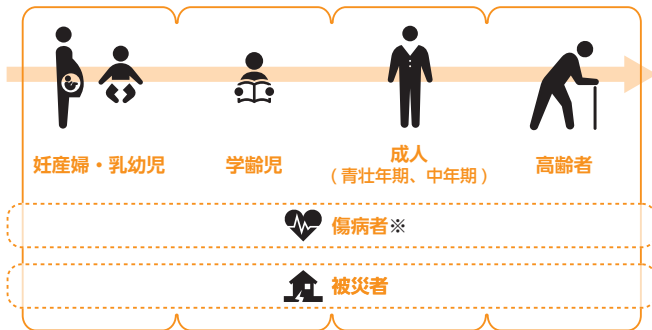 妊産婦・乳幼児
学齢児
成人
( 青壮年期、中年期 )
高齢者
傷病者※
被災者